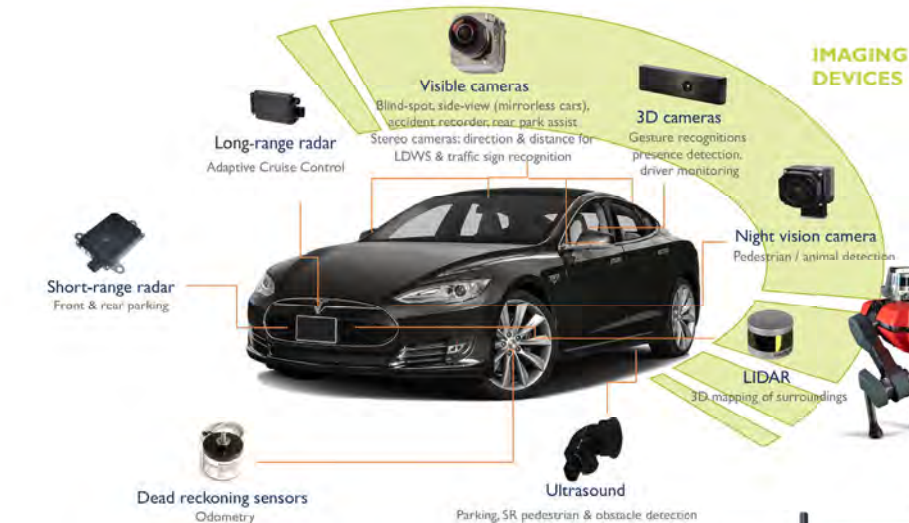 IMAGING
DEVICES
Visible cameras
Blind-spot, side-view (mirrorless cars),
accident recorder, rear park assist
Stereo cameras: direction & distance for
LDWS & traffic sign recognition
3D cameras
Gesture recognitions
presence detection,
driver monitoring
Long-range radar
Adaptive Cruise Control
Night vision camera
Pedestrian / animal detection
Short-range radar
Front & rear parking
LIDAR
3D mapping of surroundings
Dead reckoning sensors
Odometry
Ultrasound
Parking, SR pedestrian & obstacle detection